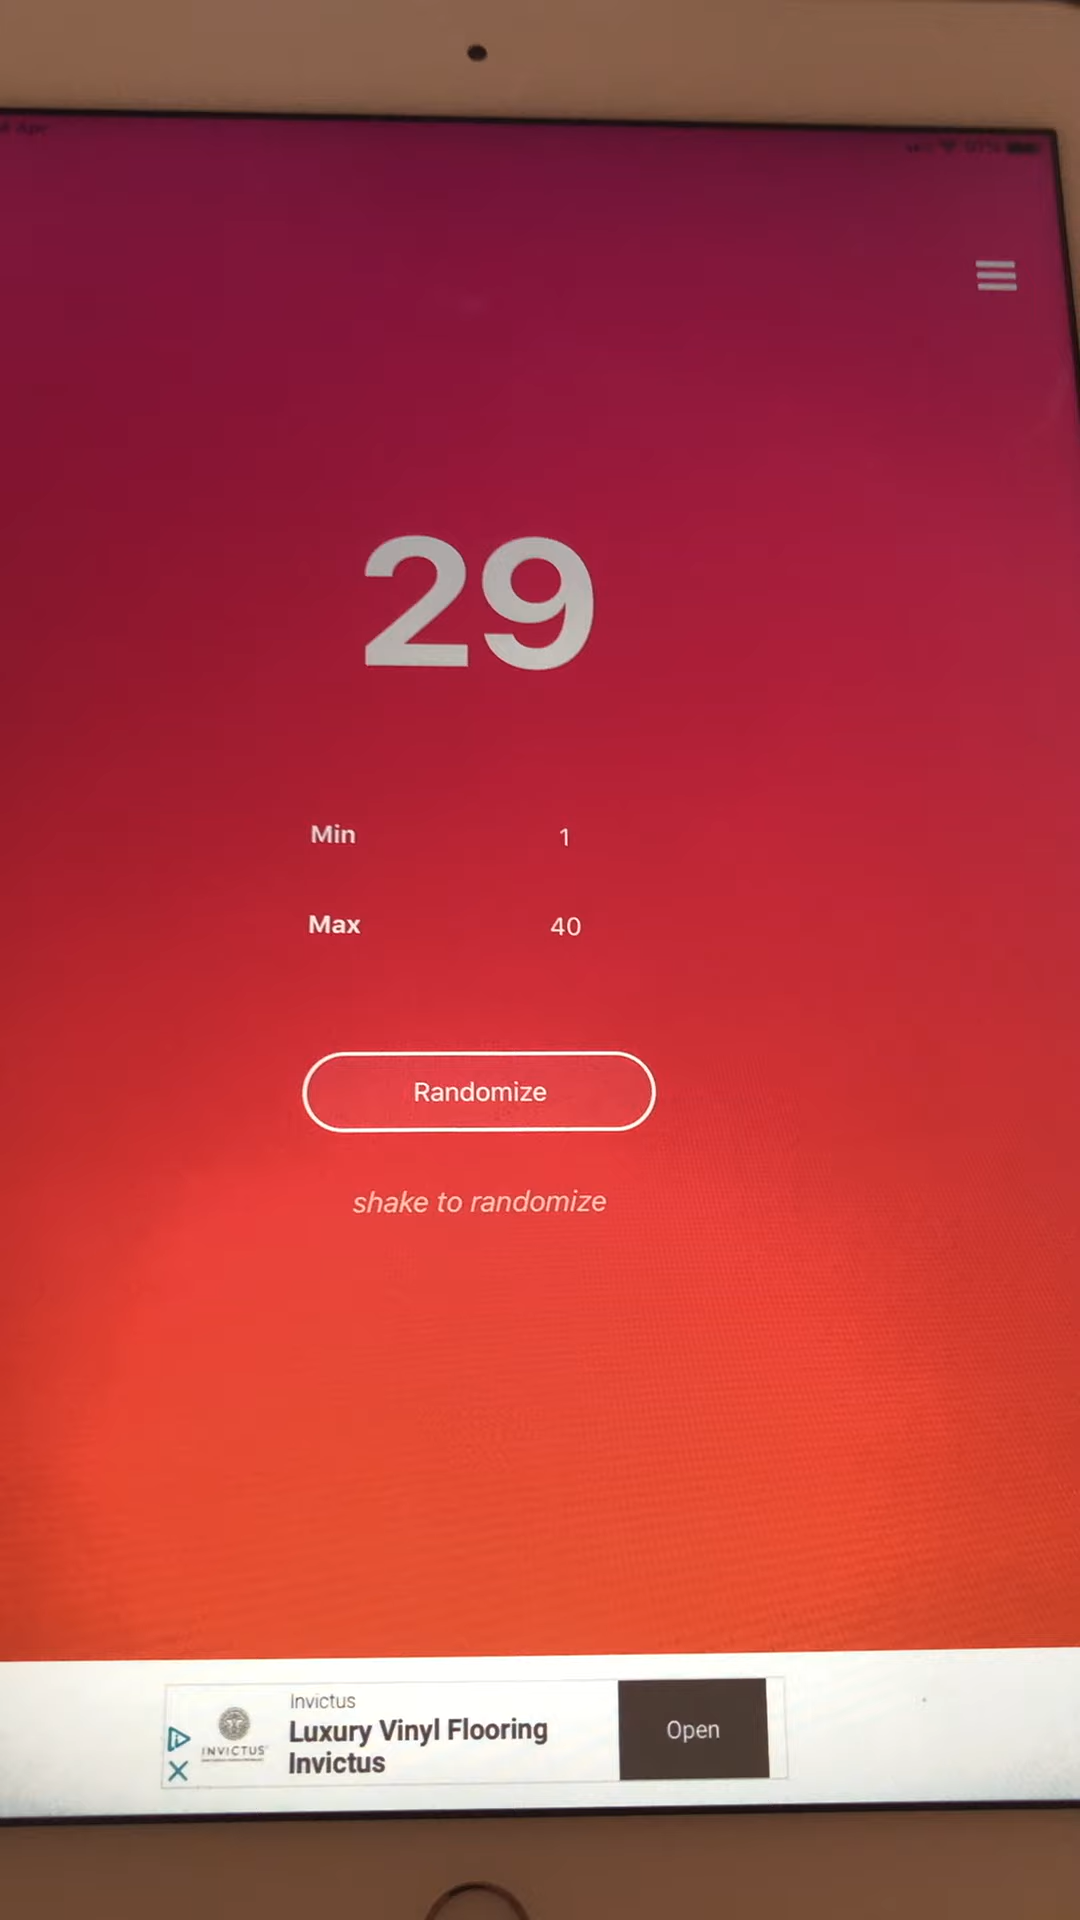 29
Min 1
Max 40
Randomize
shake to randomize
Invictus
Luxury Vinyl Flooring
Invictus
INVICTUS
Open